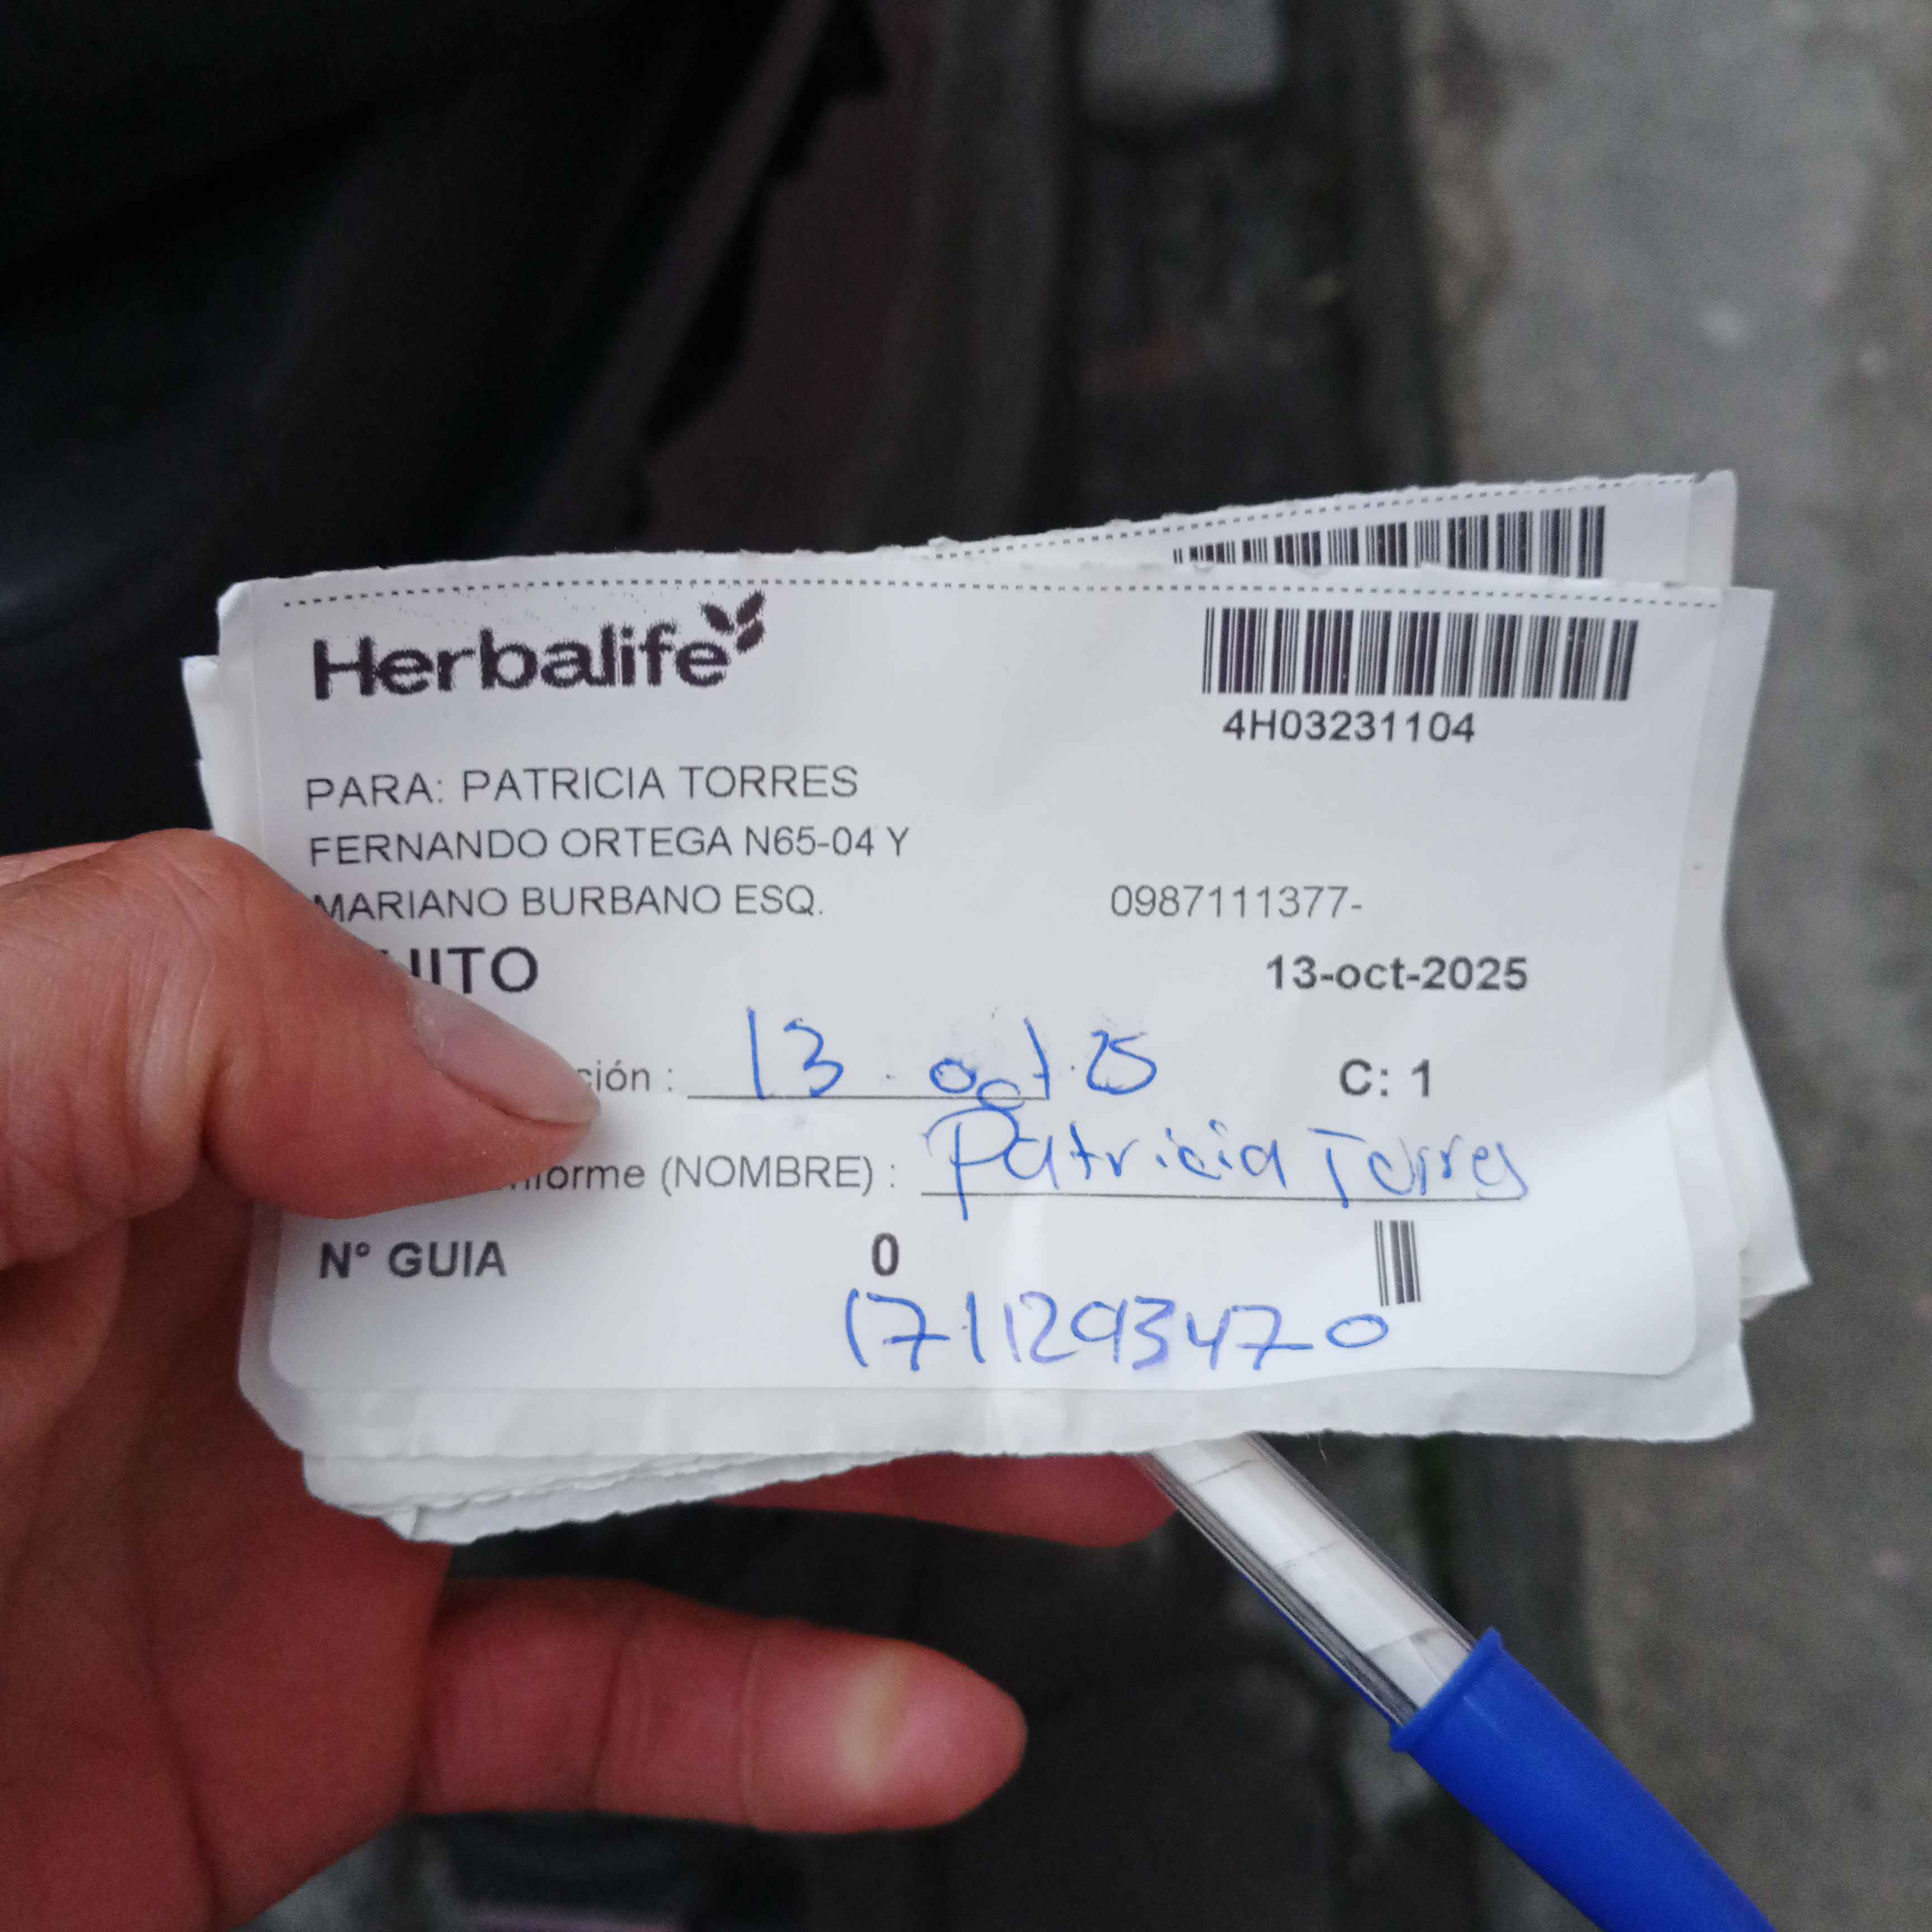 Herbalife
4H03231104
PARA: PATRICIA TORRES
FERNANDO ORTEGA N65-04 Y
MARIANO BURBANO ESQ. 0987111377-
13-oct-2025
13 . oct. 25 C: 1
(NOMBRE) : Patricia Torres
N° GUIA 0
1711293470